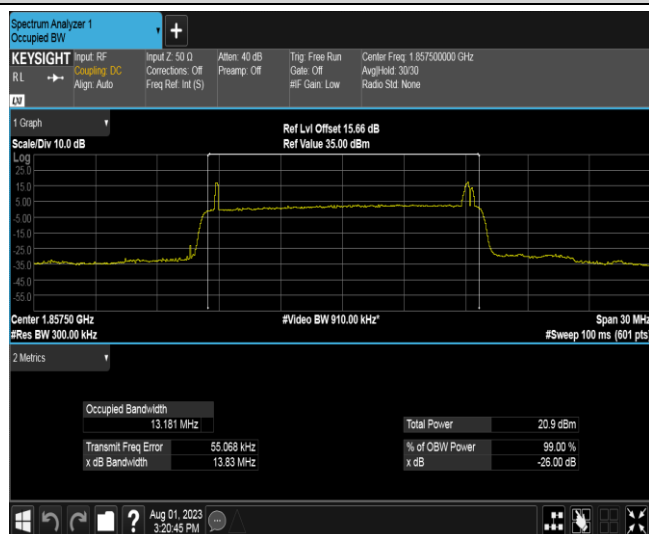 Spectrum Analyzer 1
Occupied BW
+
KEYSIGHT Input: RF Input Z: 50 Ω Atten: 40 dB Trig: Free Run Center Freq: 1.857500000 GHz
RL Coupling: DC Corrections: Off Preamp: Off Gate: Off Avg|Hold: 30/30
Align: Auto Freq Ref: Int (S) #IF Gain: Low Radio Std: None
LXI
1 Graph
Ref Lvl Offset 15.66 dB
Scale/Div 10.0 dB Ref Value 35.00 dBm
Log
25.0
15.0
5.00
-5.00
-15.0
-25.0
-35.0
-45.0
-55.0
Center 1.85750 GHz #Video BW 910.00 kHz* Span 30 MHz
#Res BW 300.00 kHz #Sweep 100 ms (601 pts)
2 Metrics
Occupied Bandwidth
13.181 MHz Total Power 20.9 dBm
Transmit Freq Error 55.068 kHz % of OBW Power 99.00 %
x dB Bandwidth 13.83 MHz x dB -26.00 dB
? Aug 01, 2023
3:20:45 PM